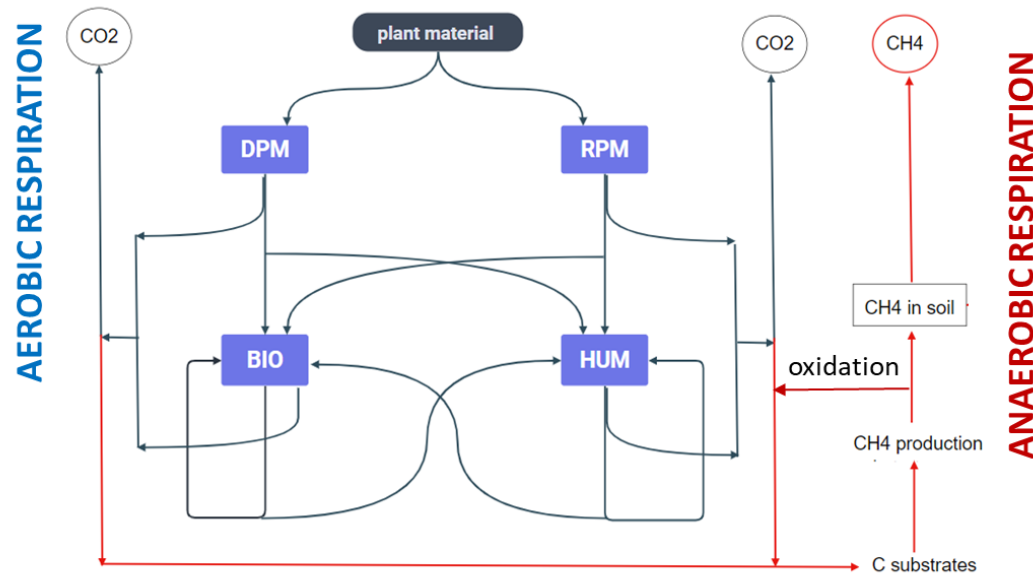 AEROBIC RESPIRATION
CO2
plant material
CO2
CH4
DPM
RPM
BIO
HUM
CH4 in soil
oxidation
CH4 production
C substrates
ANAEROBIC RESPIRATION